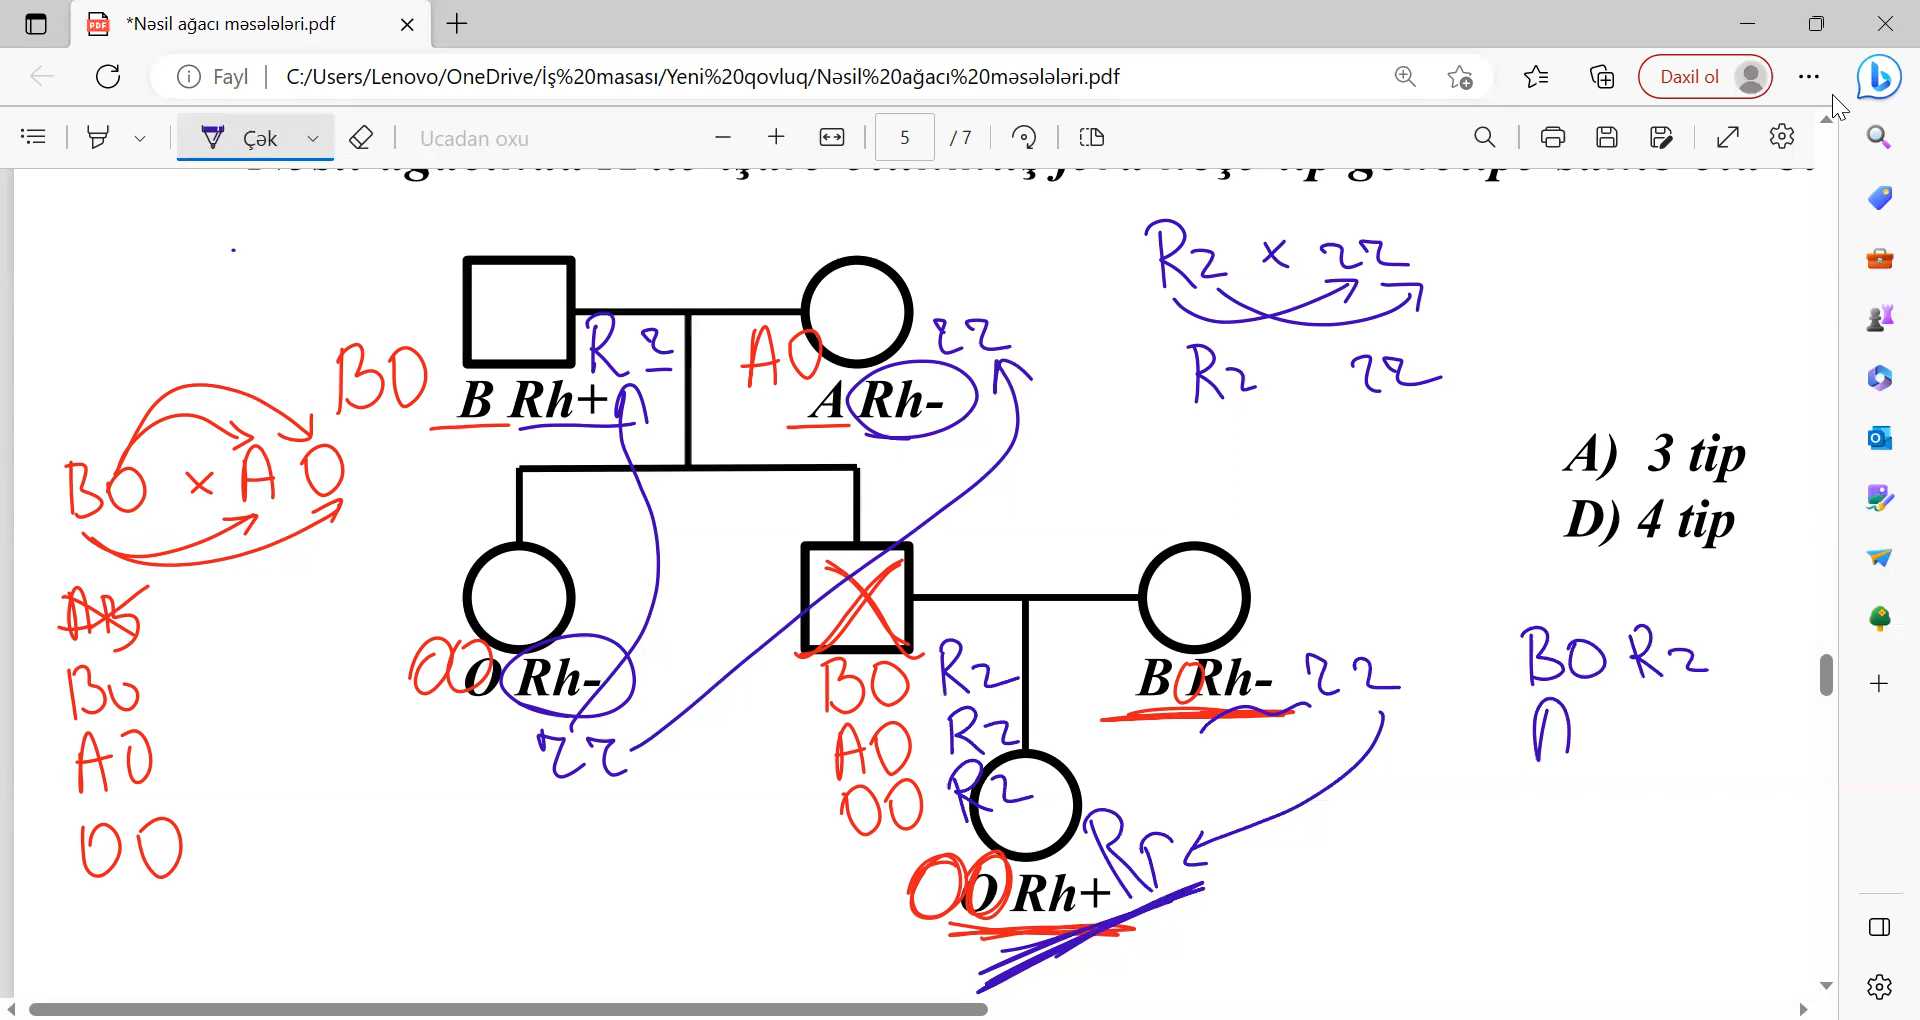 *Nəsil ağacı məsələləri.pdf
Fayl C:/Users/Lenovo/OneDrive/İş%20masası/Yeni%20qovluq/Nəsil%20ağacı%20məsələləri.pdf
Daxil ol
Çək
Ucadan oxu
5 / 7
Rr × rr
Rr rr
BO
Rr
AO
rr
B Rh+
A Rh-
BO × A O
A) 3 tip
D) 4 tip
AB
BO
AO
OO
OO
O Rh-
rr
BO Rr
AO Rr
OO Rr
B O Rh- rr
BO Rr
OO
O Rh+
Rr